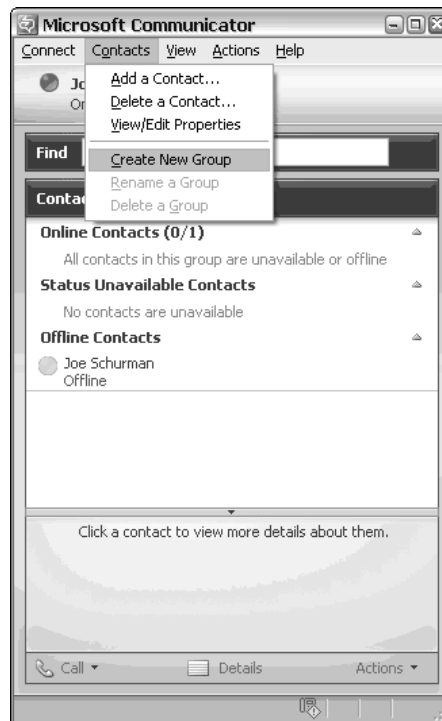 Microsoft Communicator
Connect Contacts View Actions Help
Jo
On
Add a Contact...
Delete a Contact...
View/Edit Properties
Create New Group
Rename a Group
Delete a Group
Find
Contac
Online Contacts (0/1)
All contacts in this group are unavailable or offline
Status Unavailable Contacts
No contacts are unavailable
Offline Contacts
Joe Schurman
Offline
Click a contact to view more details about them.
Call Details Actions